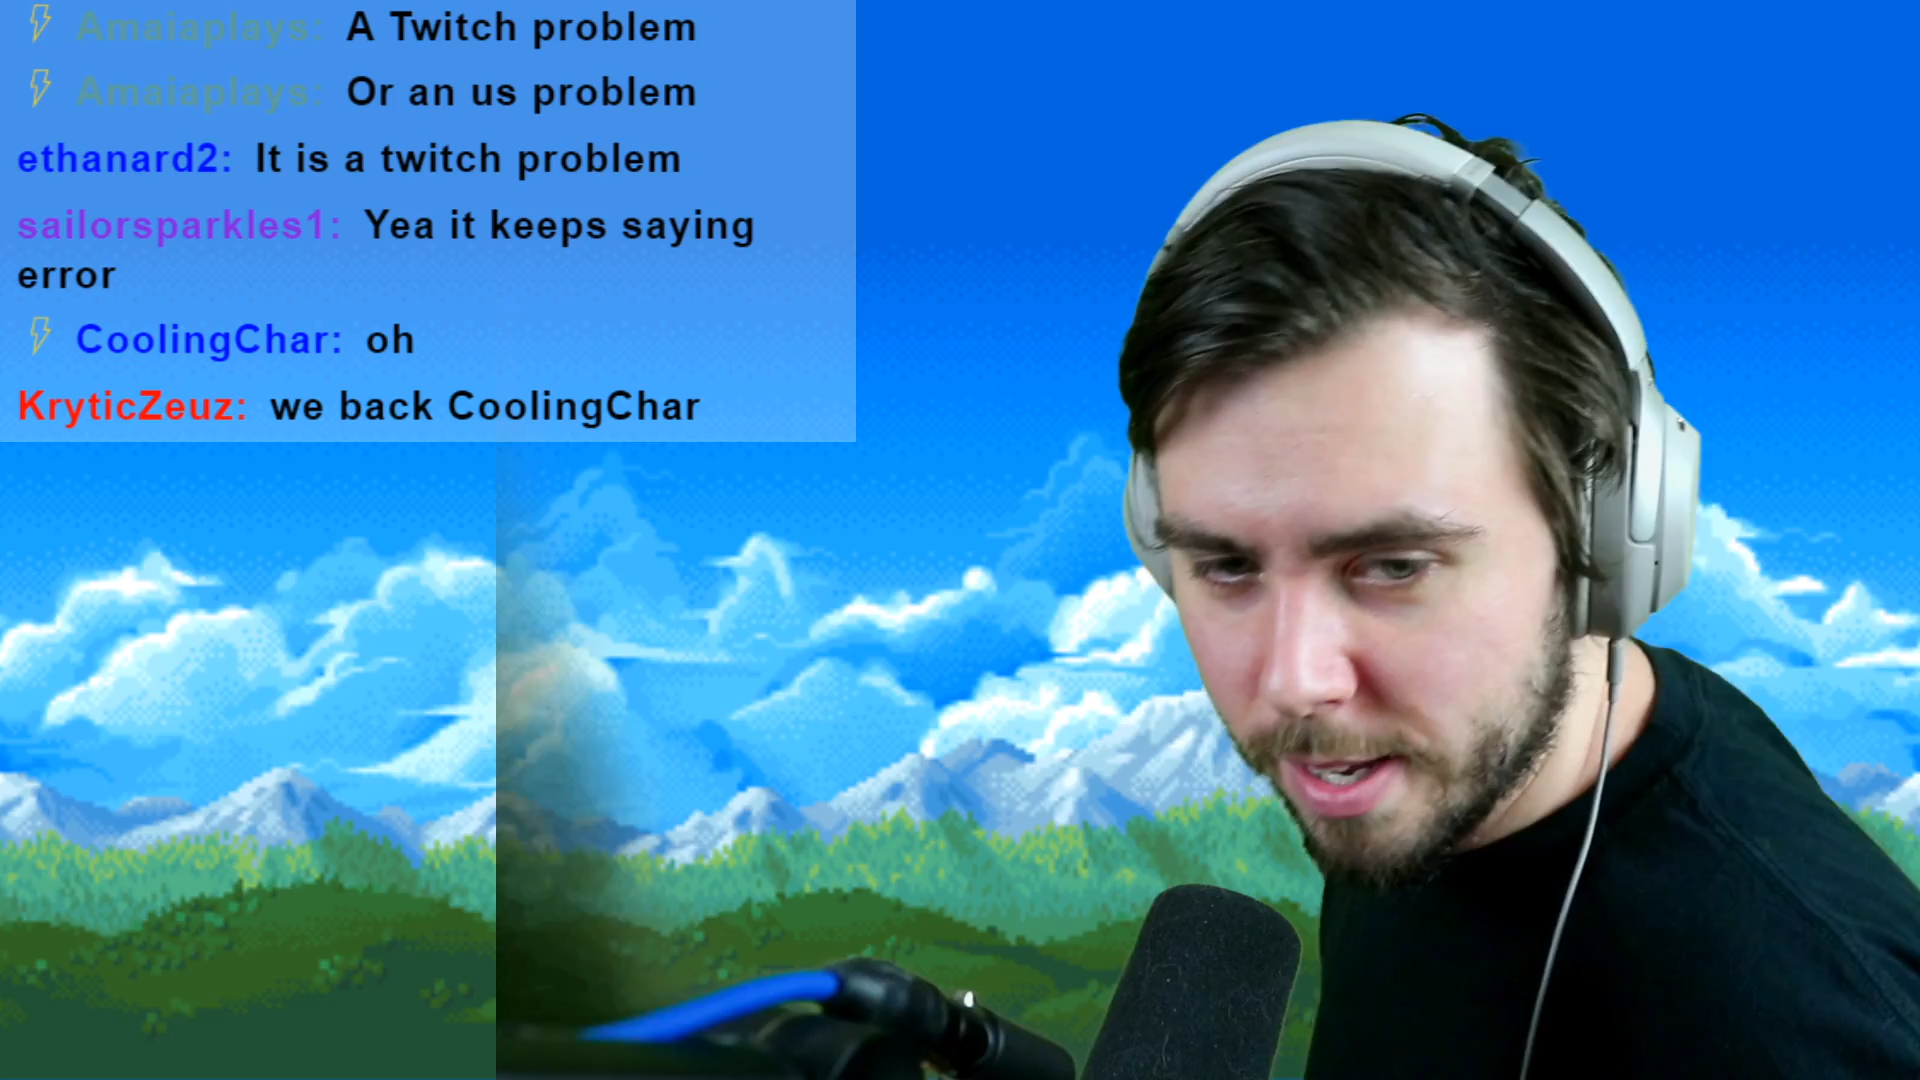 Amaiaplays: A Twitch problem
Amaiaplays: Or an us problem
ethanard2: It is a twitch problem
sailorsparkles1: Yea it keeps saying
error
CoolingChar: oh
KryticZeuz: we back CoolingChar